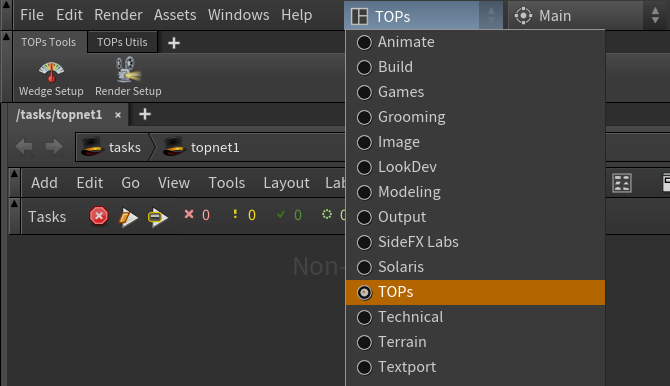 File Edit Render Assets Windows Help TOPs Main
TOPs Tools TOPs Utils +
Wedge Setup Render Setup
/tasks/topnet1 × +
tasks topnet1
Add Edit Go View Tools Layout Lab
Tasks 0 0 0 0
Non-
Animate
Build
Games
Grooming
Image
LookDev
Modeling
Output
SideFX Labs
Solaris
TOPs
Technical
Terrain
Textport